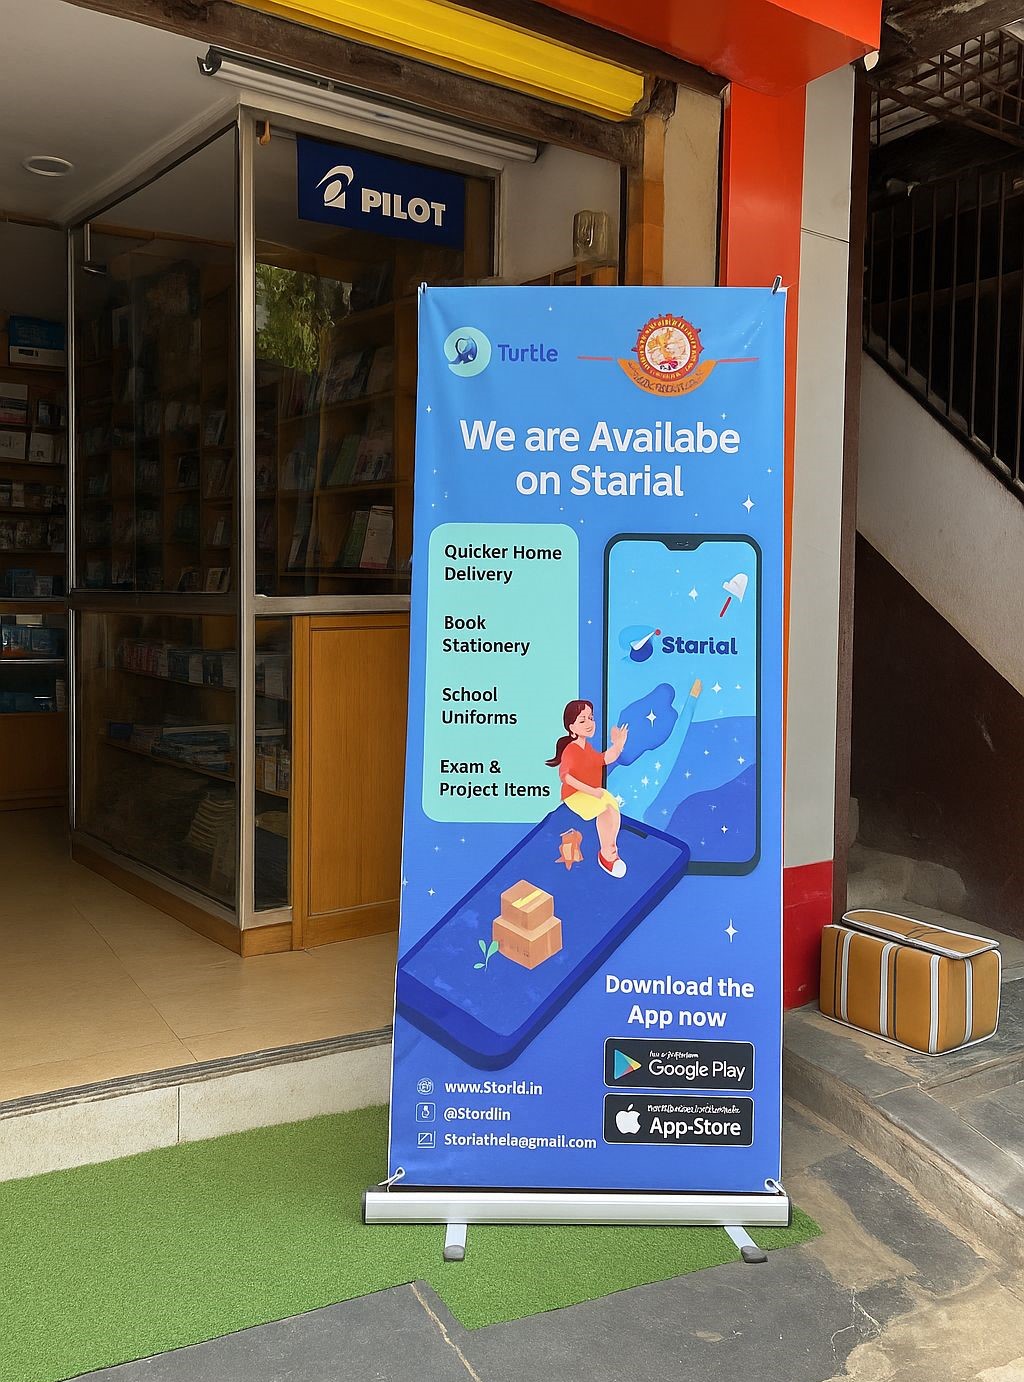 PILOT
Turtle
We are Availabe
on Starial
Quicker Home
Delivery
Book
Stationery
School
Uniforms
Exam &
Project Items
Starial
Download the
App now
Google Play
App-Store
www.Storld.in
@Stordlin
Storiathela@gmail.com